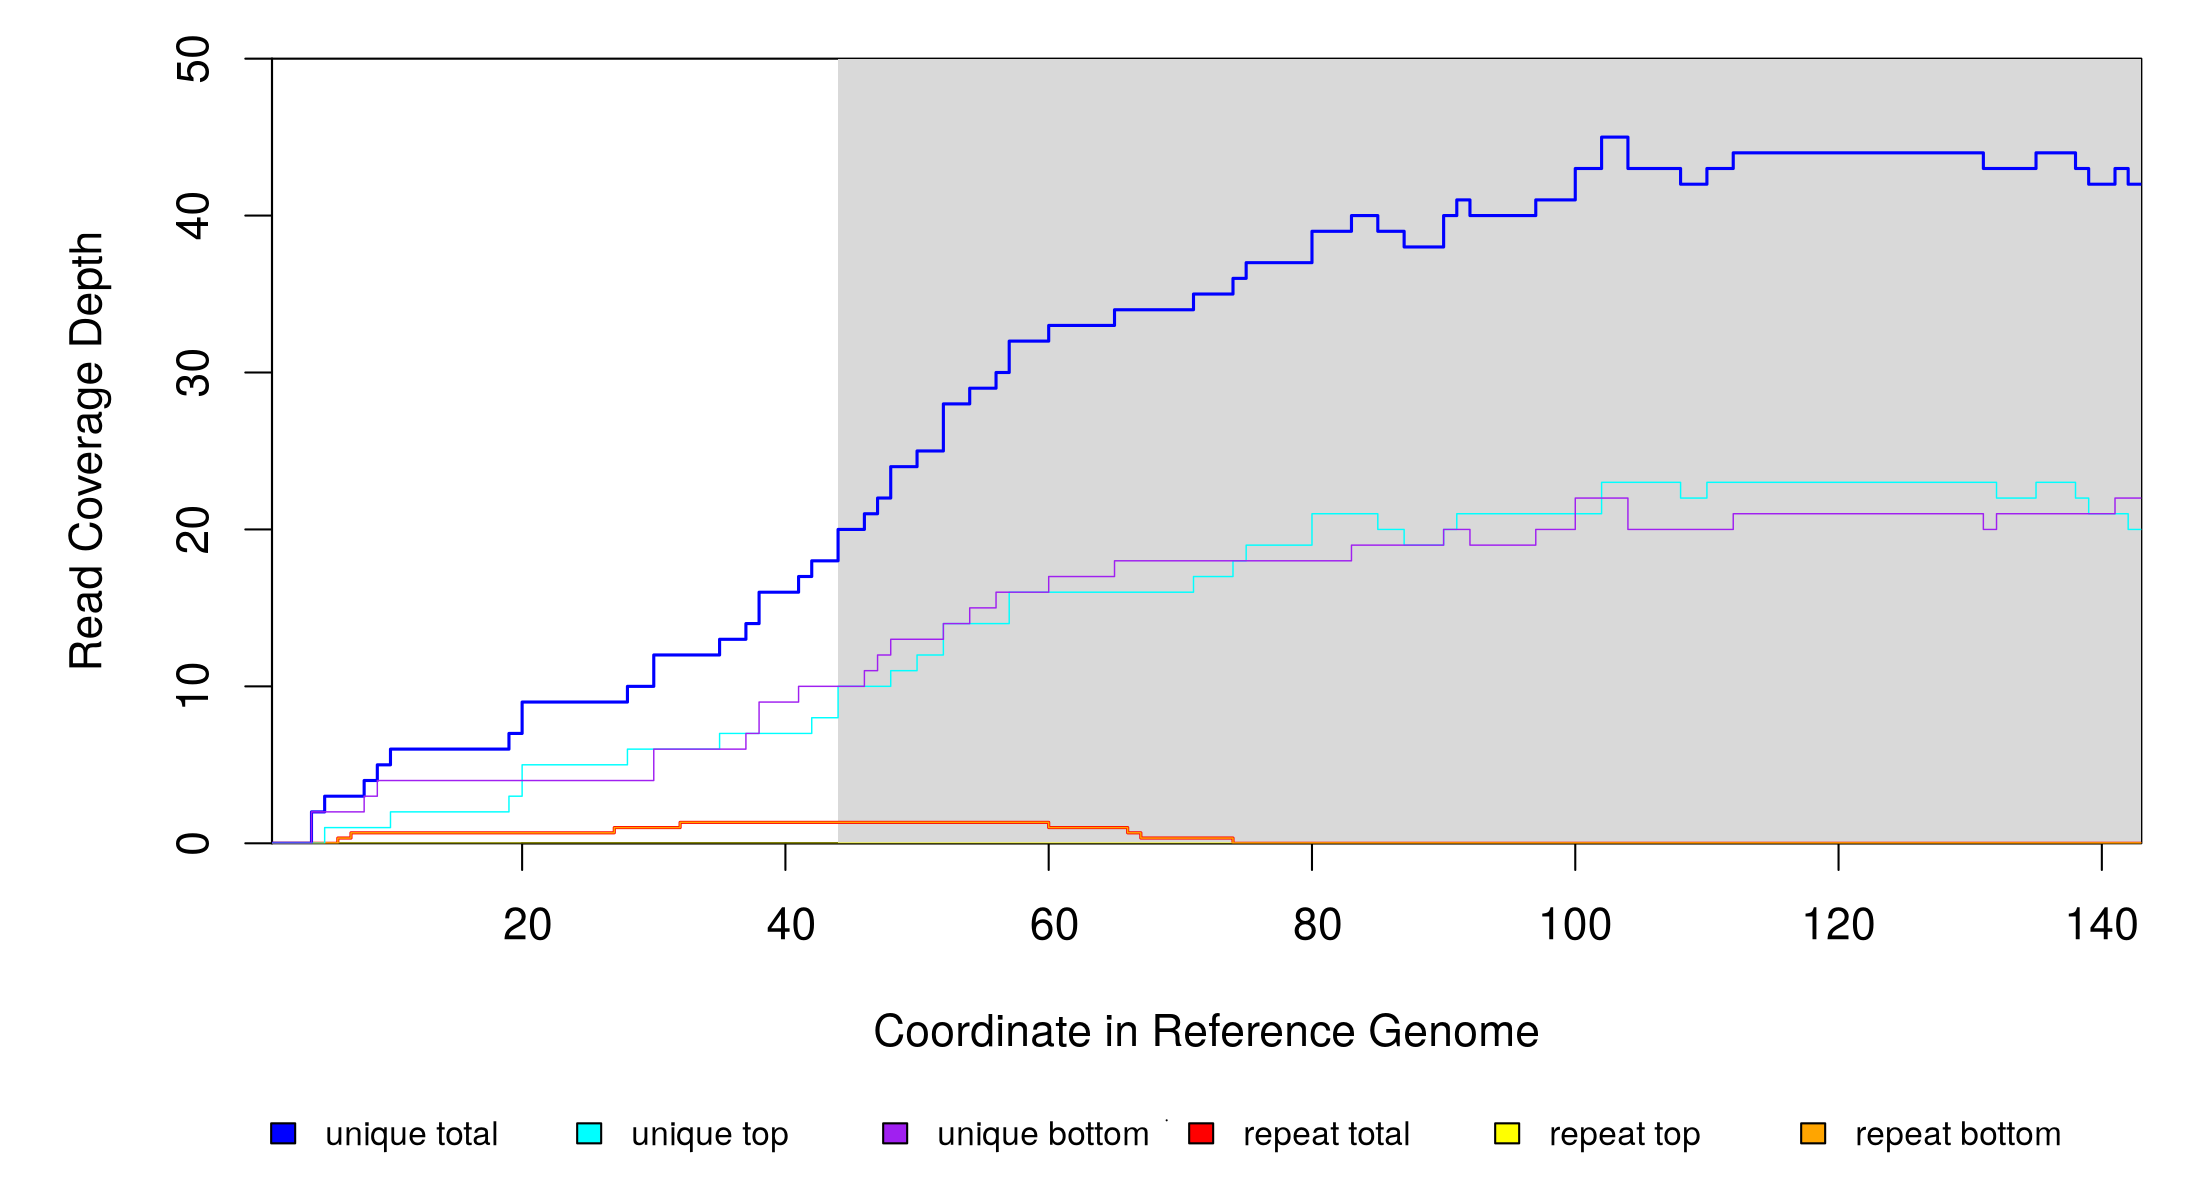 50
40
30
20
10
0
Read Coverage Depth
20 40 60 80 100 120 140
Coordinate in Reference Genome
unique total unique top unique bottom repeat total repeat top repeat bottom